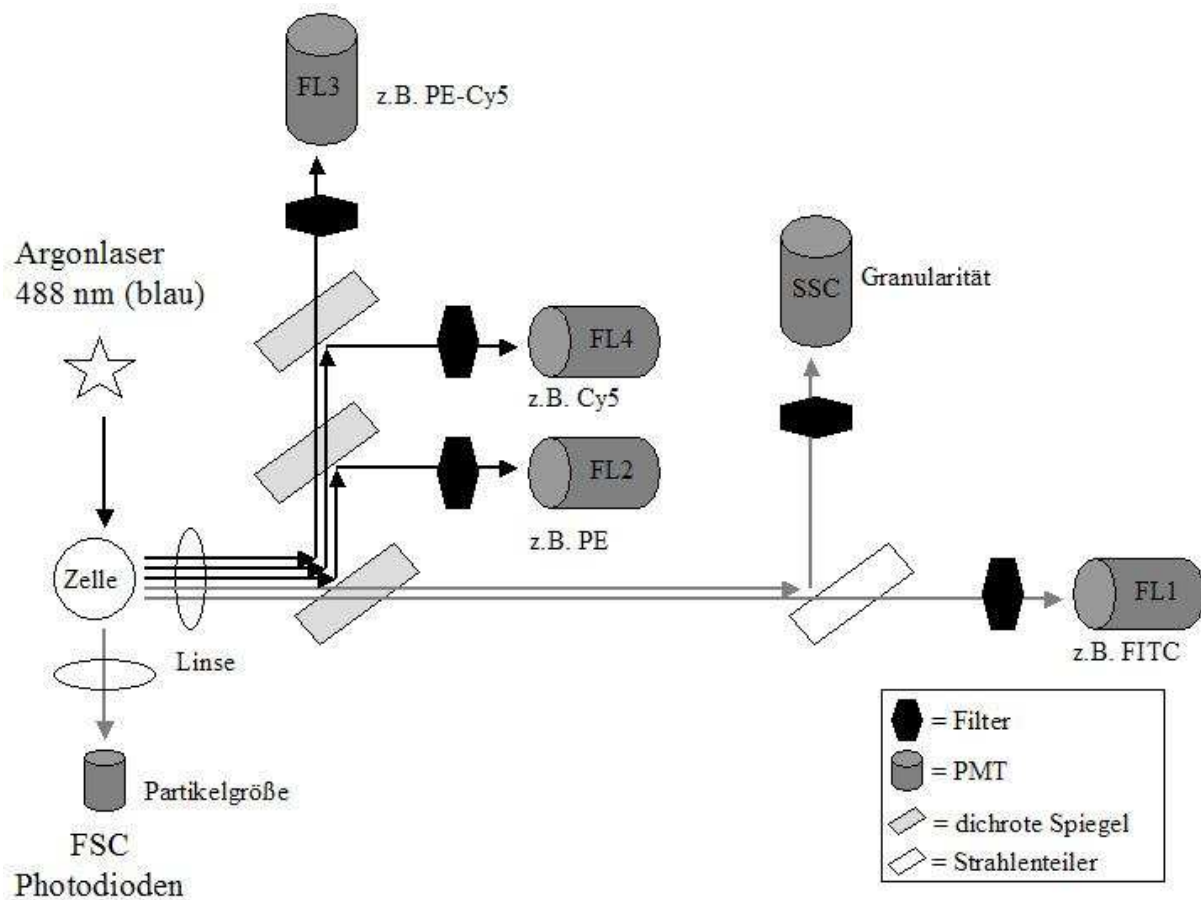 FL3
z.B. PE-Cy5
Argonlaser
488 nm (blau)
SSC
Granularität
FL4
z.B. Cy5
FL2
z.B. PE
Zelle
Linse
FL1
z.B. FITC
Partikelgröße
FSC
Photodioden
= Filter
= PMT
= dichrote Spiegel
= Strahlenteiler